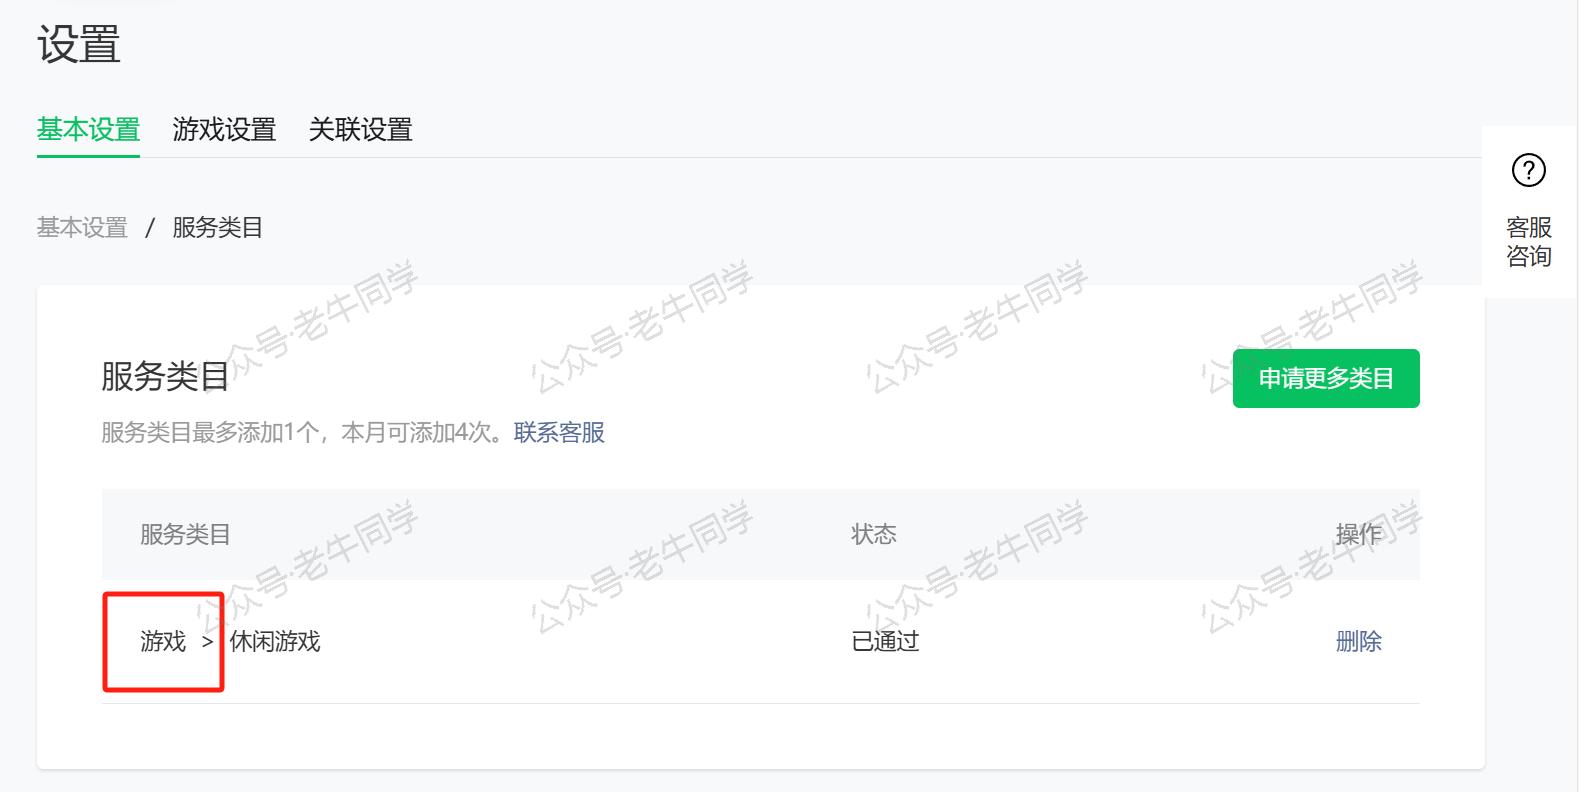 设置
基本设置 游戏设置 关联设置
客服
咨询
基本设置 / 服务类目
服务类目
申请更多类目
服务类目最多添加1个，本月可添加4次。联系客服
服务类目 状态 操作
游戏 > 休闲游戏 已通过 删除
公众号·老牛同学
公众号·老牛同学
公众号·老牛同学
公众号·老牛同学
公众号·老牛同学
公众号·老牛同学
公众号·老牛同学
公众号·老牛同学